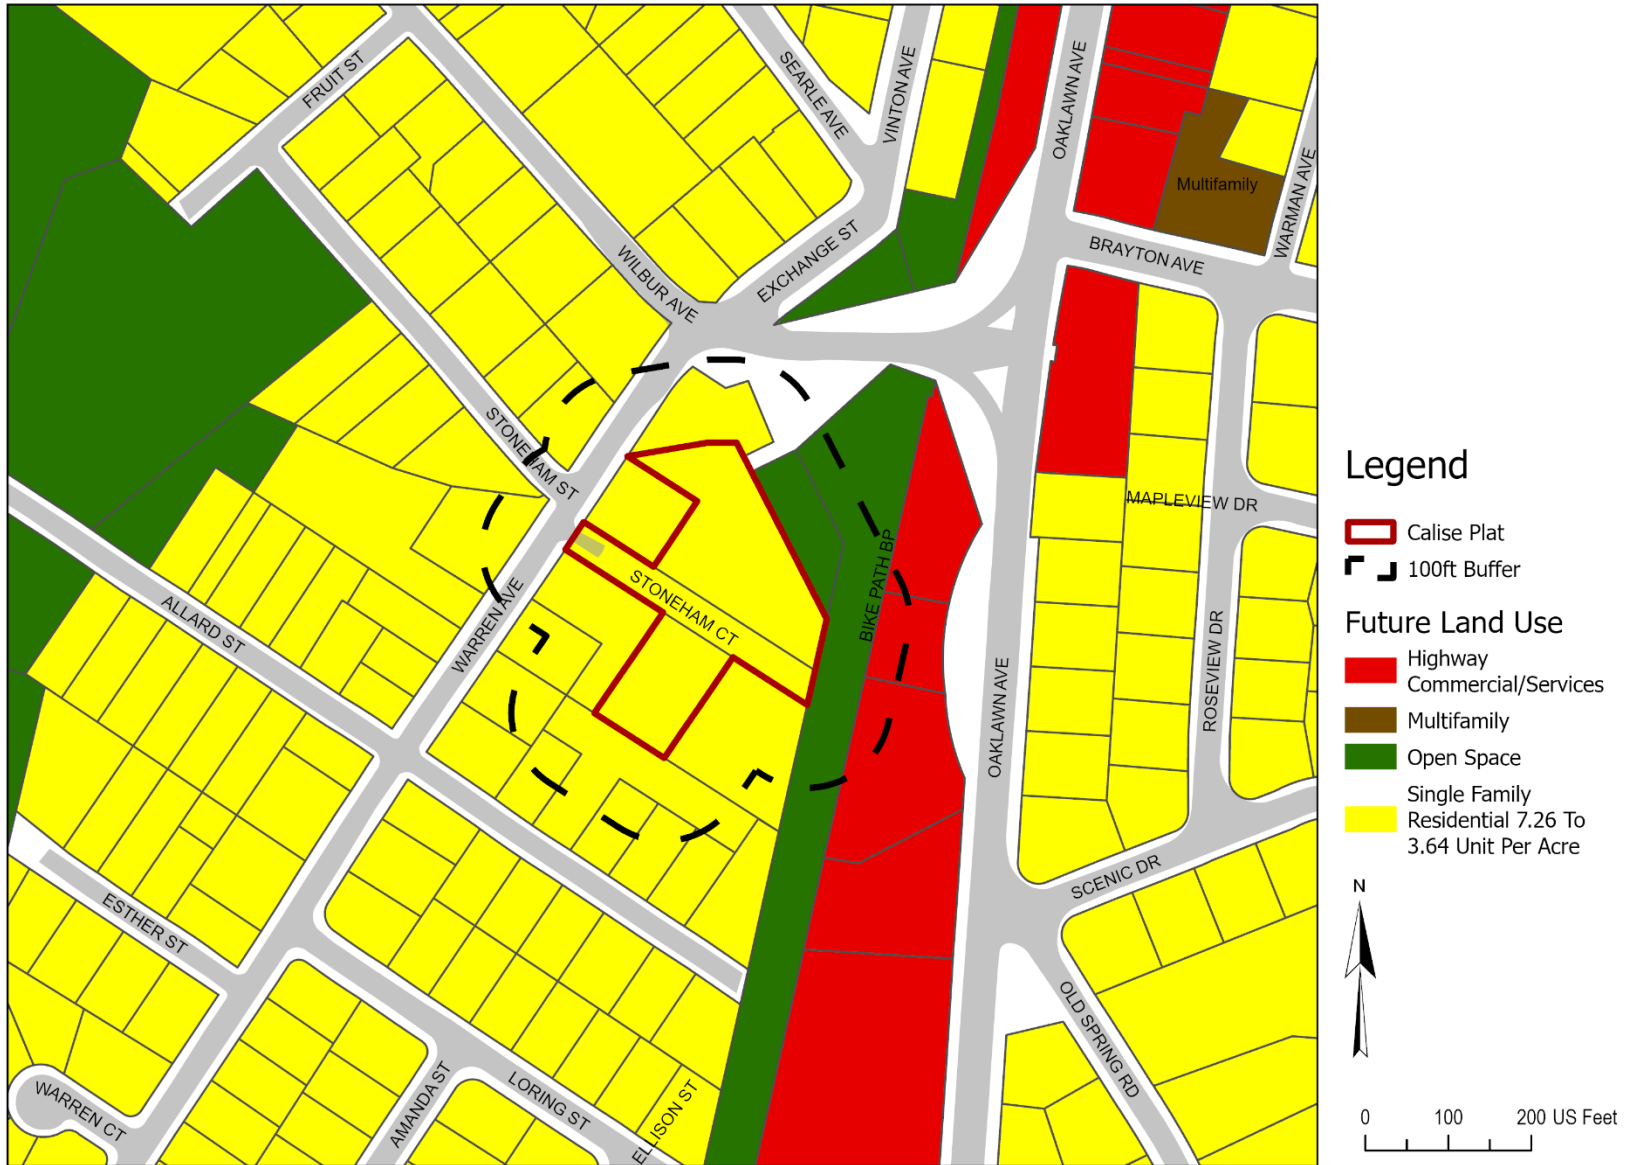 FRUIT ST
SEARLE AVE
VINTON AVE
OAKLAWN AVE
Multifamily
WARMAN AVE
BRAYTON AVE
EXCHANGE ST
WILBUR AVE
STONEHAM ST
MAPLEVIEW DR
BIKE PATH BP
STONEHAM CT
WARREN AVE
ALLARD ST
ROSEVIEW DR
OAKLAWN AVE
SCENIC DR
ESTHER ST
OLD SPRING RD
WARREN CT
AMANDA ST
LORING ST
ELLISON ST
Legend
Calise Plat
100ft Buffer
Future Land Use
Highway
Commercial/Services
Multifamily
Open Space
Single Family
Residential 7.26 To
3.64 Unit Per Acre
N
0 100 200 US Feet